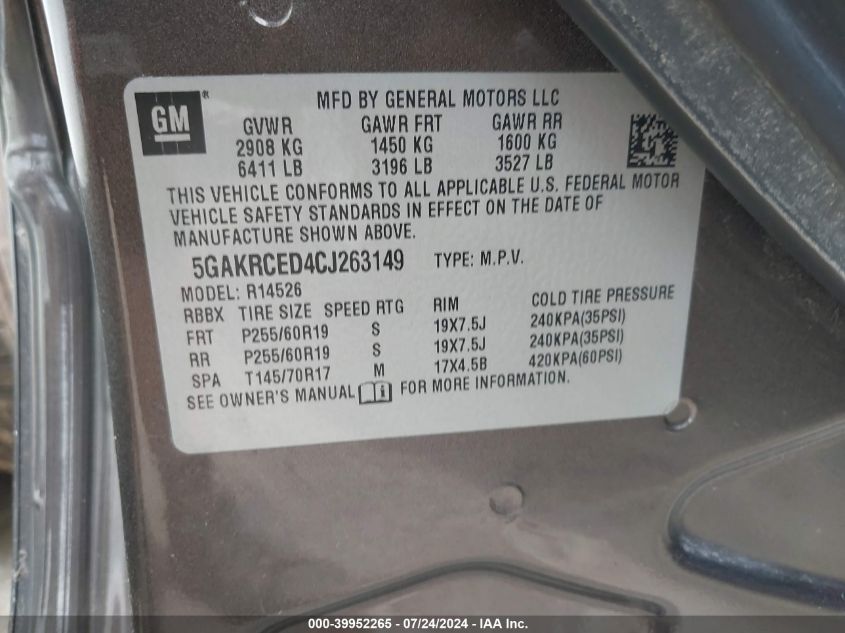 GM ®
MFD BY GENERAL MOTORS LLC
GVWR GAWR FRT GAWR RR
2908 KG 1450 KG 1600 KG
6411 LB 3196 LB 3527 LB
THIS VEHICLE CONFORMS TO ALL APPLICABLE U.S. FEDERAL MOTOR
VEHICLE SAFETY STANDARDS IN EFFECT ON THE DATE OF
MANUFACTURE SHOWN ABOVE.
5GAKRCED4CJ263149 TYPE: M.P.V.
MODEL: R14526
RBBX TIRE SIZE SPEED RTG RIM COLD TIRE PRESSURE
FRT P255/60R19 S 19X7.5J 240KPA(35PSI)
RR P255/60R19 S 19X7.5J 240KPA(35PSI)
SPA T145/70R17 M 17X4.5B 420KPA(60PSI)
SEE OWNER'S MANUAL FOR MORE INFORMATION.
000-39952265 - 07/24/2024 - IAA Inc.